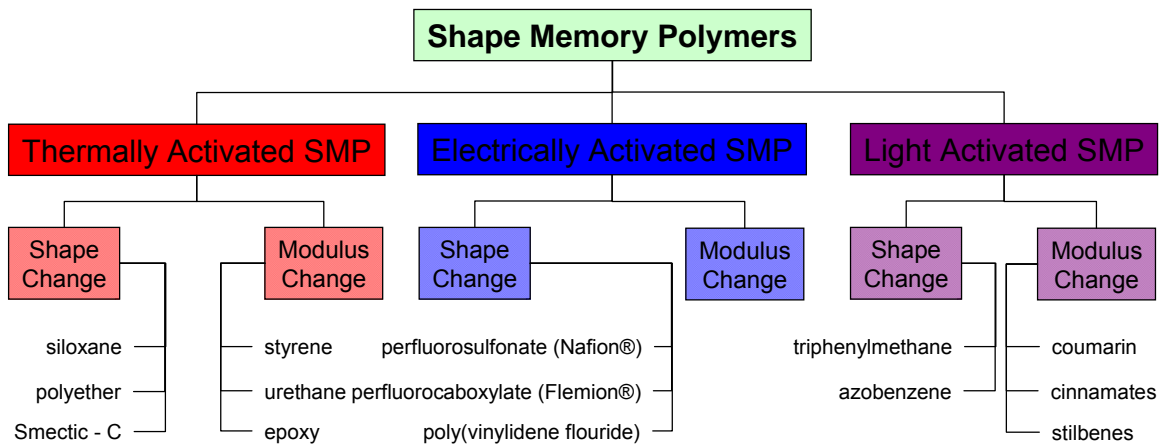 Shape Memory Polymers
Thermally Activated SMP
Electrically Activated SMP
Light Activated SMP
Shape
Change
Modulus
Change
Shape
Change
Modulus
Change
Shape
Change
Modulus
Change
siloxane
polyether
Smectic - C
styrene
urethane
epoxy
perfluorosulfonate (Nafion®)
perfluorocaboxylate (Flemion®)
poly(vinylidene flouride)
triphenylmethane
azobenzene
coumarin
cinnamates
stilbenes